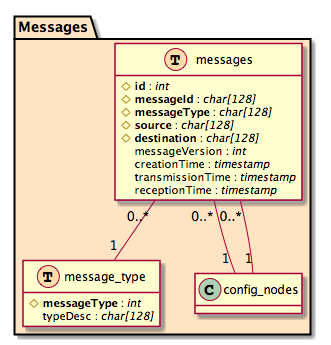 Messages
T messages
id : int
messageId : char[128]
messageType : char[128]
source : char[128]
destination : char[128]
messageVersion : int
creationTime : timestamp
transmissionTime : timestamp
receptionTime : timestamp
0..* 0..* 0..*
1 1 1
T message_type
messageType : int
typeDesc : char[128]
C config_nodes